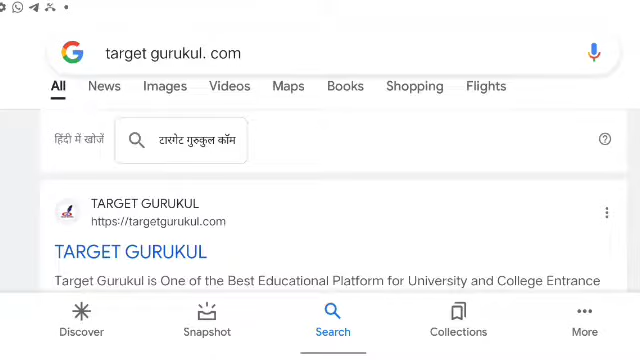 target gurukul. com
All News Images Videos Maps Books Shopping Flights
हिंदी में खोजें टारगेट गुरुकुल कॉम
TARGET GURUKUL
https://targetgurukul.com
TARGET GURUKUL
Target Gurukul is One of the Best Educational Platform for University and College Entrance
Discover Snapshot Search Collections More